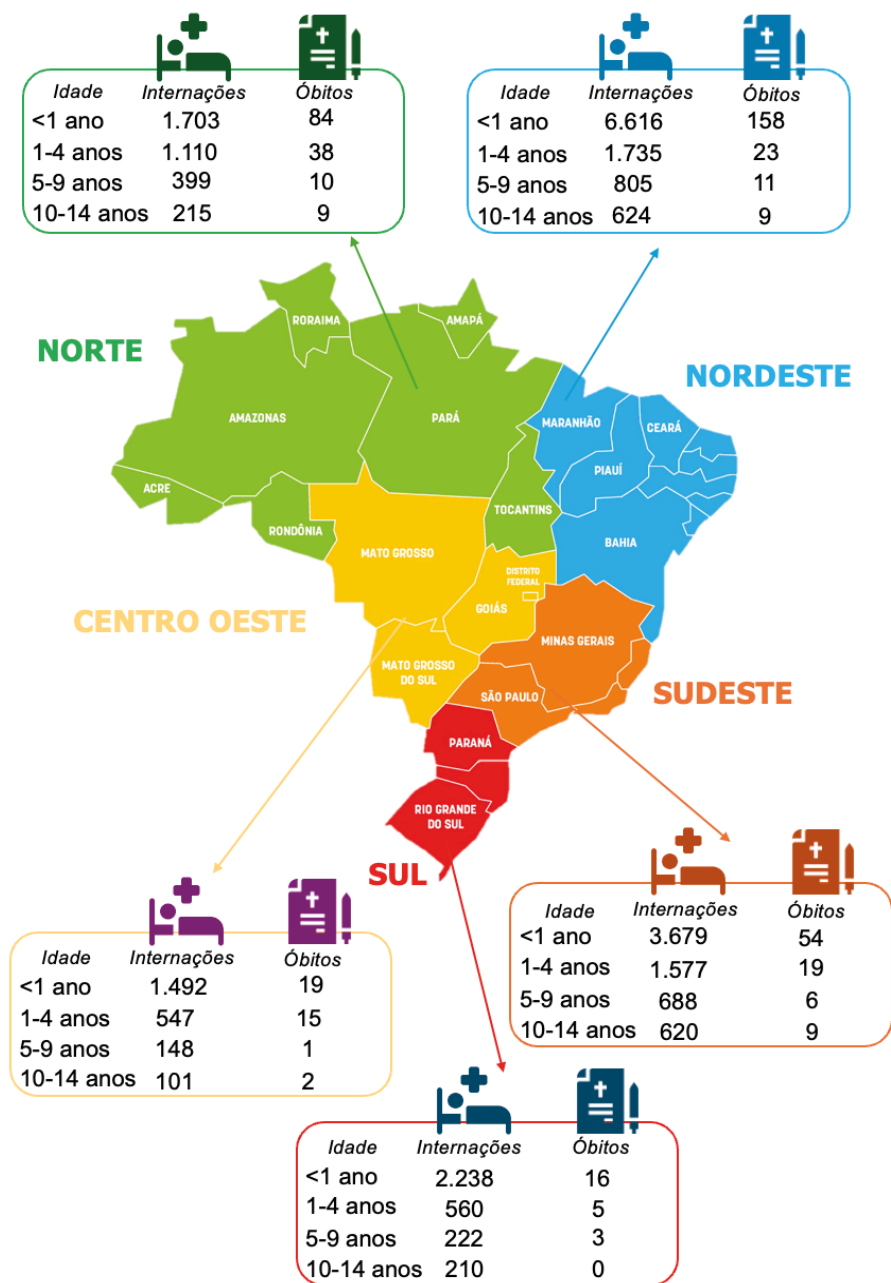 Idade Internações Óbitos
<1 ano 1.703 84
1-4 anos 1.110 38
5-9 anos 399 10
10-14 anos 215 9
Idade Internações Óbitos
<1 ano 6.616 158
1-4 anos 1.735 23
5-9 anos 805 11
10-14 anos 624 9
NORTE
NORDESTE
RORAIMA
AMAPÁ
AMAZONAS
PARÁ
MARANHÃO
CEARÁ
PIAUÍ
ACRE
TOCANTINS
RONDÔNIA
BAHIA
MATO GROSSO
DISTRITO
FEDERAL
GOIÁS
CENTRO OESTE
MINAS GERAIS
MATO GROSSO
DO SUL
SÃO PAULO
SUDESTE
PARANÁ
RIO GRANDE
DO SUL
SUL
Idade Internações Óbitos
<1 ano 3.679 54
1-4 anos 1.577 19
5-9 anos 688 6
10-14 anos 620 9
Idade Internações Óbitos
<1 ano 1.492 19
1-4 anos 547 15
5-9 anos 148 1
10-14 anos 101 2
Idade Internações Óbitos
<1 ano 2.238 16
1-4 anos 560 5
5-9 anos 222 3
10-14 anos 210 0